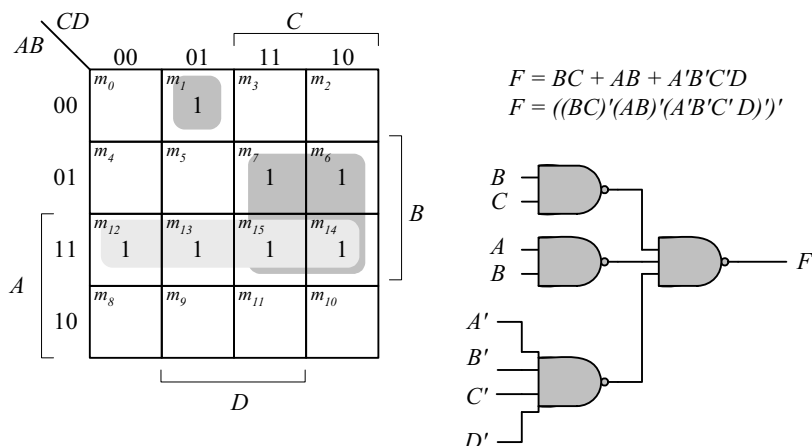 CD
C
AB
00 01 11 10
m0 m1 m3 m2
00 1
m4 m5 m7 m6
01 1 1
B
m12 m13 m15 m14
11 1 1 1 1
A
m8 m9 m11 m10
10
D
F = BC + AB + A'B'C'D
F = ((BC)'(AB)'(A'B'C' D)')'
B
C
A
B
F
A'
B'
C'
D'